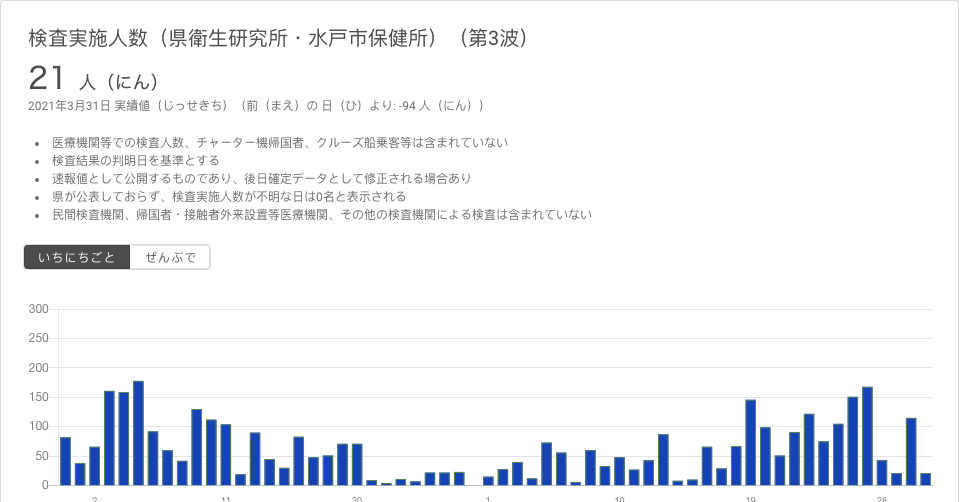 検査実施人数（県衛生研究所・水戸市保健所）（第3波）
21 人（にん）
2021年3月31日 実績値（じっせきち）（前（まえ）の 日（ひ）より: -94 人（にん））
医療機関等での検査人数、チャーター機帰国者、クルーズ船乗客等は含まれていない
検査結果の判明日を基準とする
速報値として公開するものであり、後日確定データとして修正される場合あり
県が公表しておらず、検査実施人数が不明な日は0名と表示される
民間検査機関、帰国者・接触者外来設置等医療機関、その他の検査機関による検査は含まれていない
いちにちごと ぜんぶで
300
250
200
150
100
50
0
2 11 20 1 10 19 28